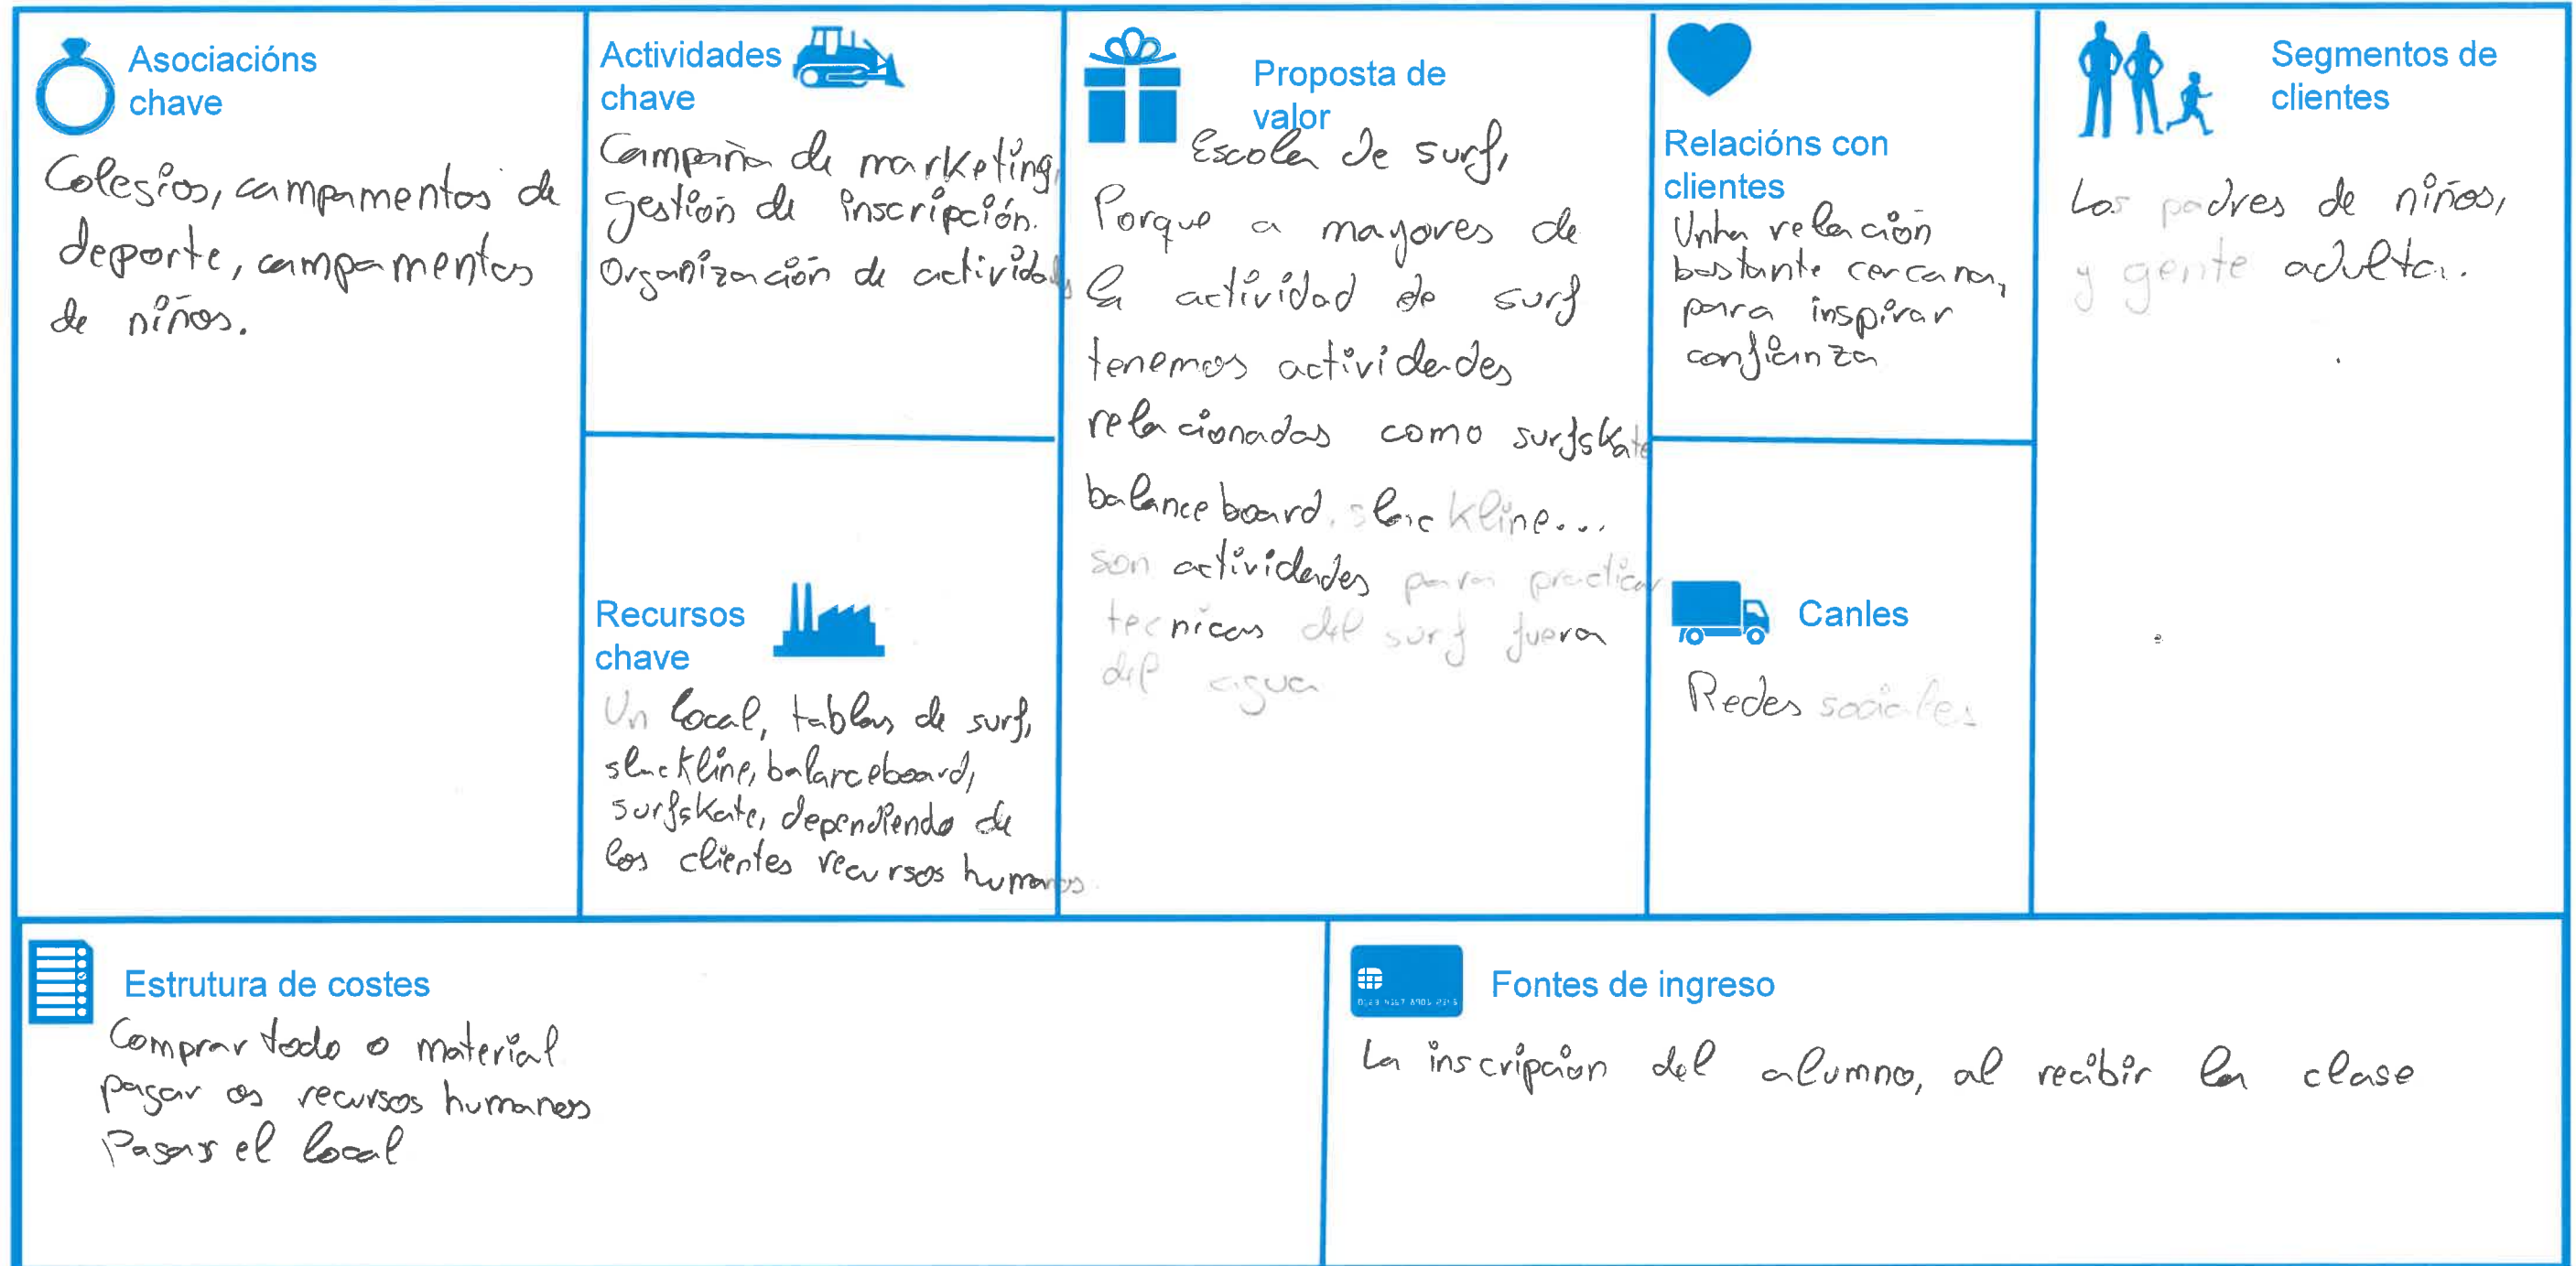 Asociacións
chave
Colegios, campamentos de
deporte, campamentos
de niños.
Actividades
chave
Campaña de marketing,
gestión de inscripción.
Organización de actividades
Recursos
chave
Un local, tablas de surf,
slackline, balanceboard,
surfskate, dependiendo de
los clientes recursos humanos.
Proposta de
valor
Escola de surf,
Porque a mayores de
la actividad de surf
tenemos actividades
relacionadas como surfskate
balance board, slackline...
son actividades para practicar
tecnicas del surf fuera
del agua
Relacións con
clientes
Unha relación
bastante cercana,
para inspirar
confianza
Canles
Redes sociales
Segmentos de
clientes
Los padres de niños,
y gente adulta.
Estrutura de costes
Comprar todo o material
pagar os recursos humanos
Pagar el local
Fontes de ingreso
La inscripción del alumno, al recibir la clase